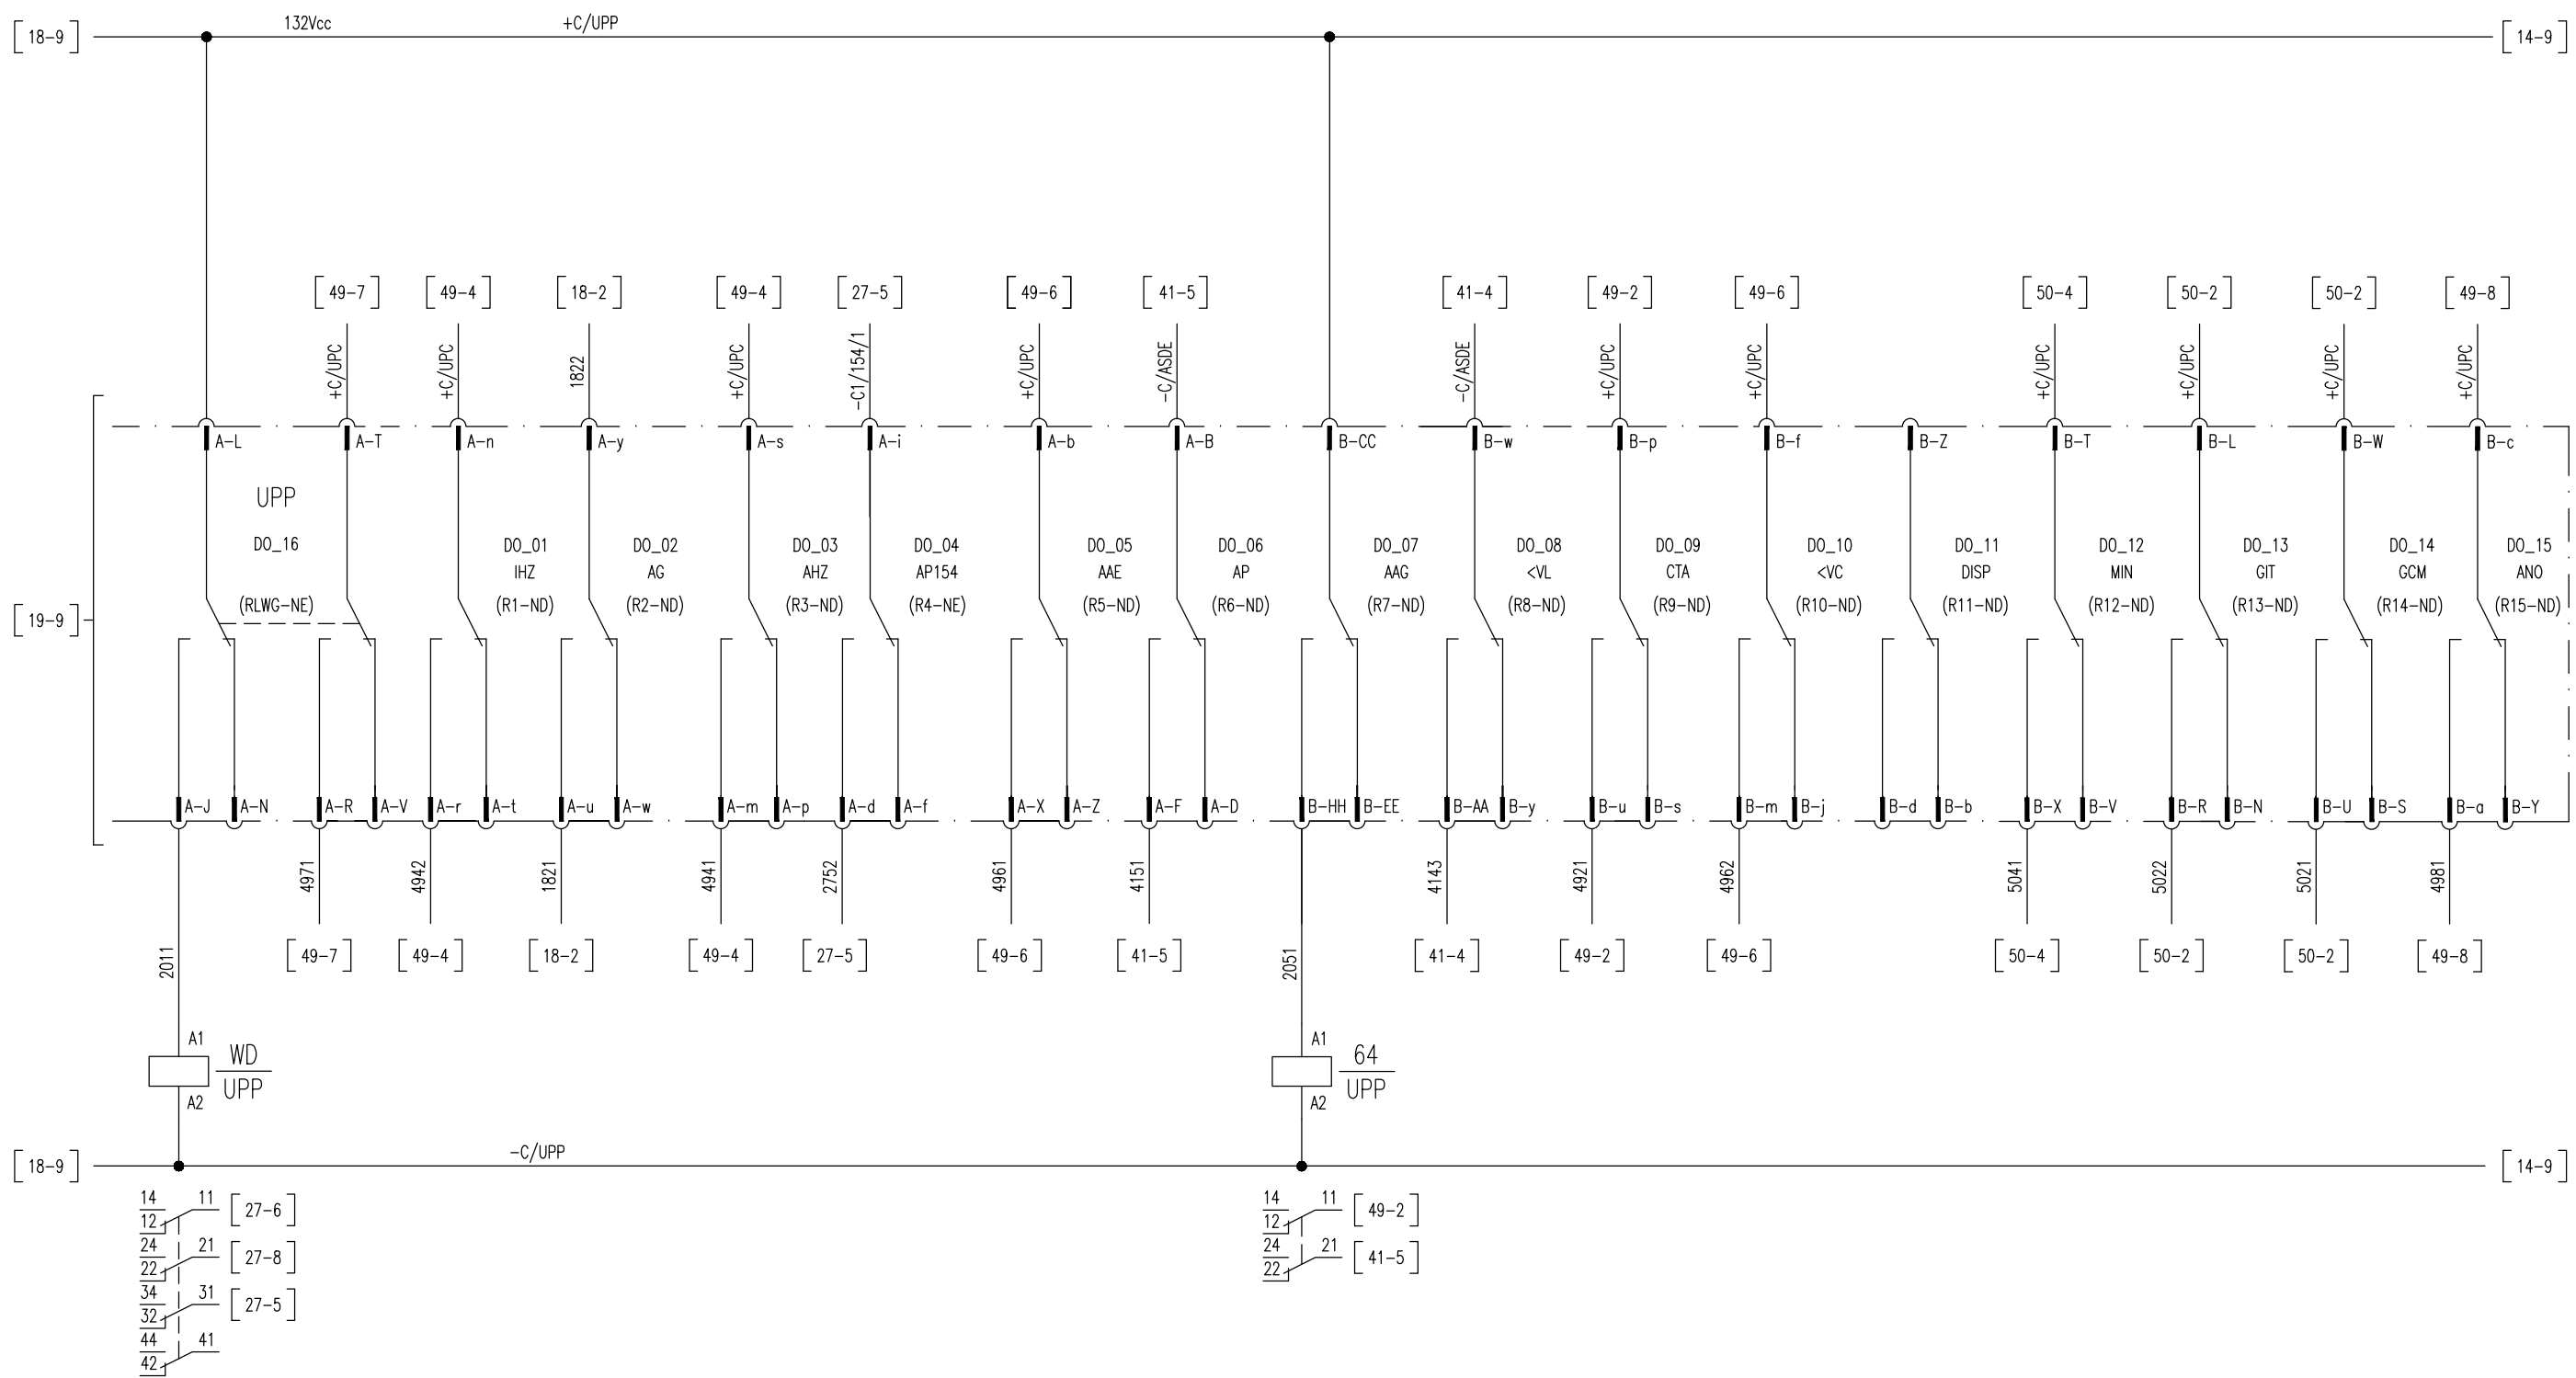 132Vcc +C/UPP
18-9 14-9
49-7 49-4 18-2 49-4 27-5 49-6 41-5 41-4 49-2 49-6 50-4 50-2 50-2 49-8
+C/UPC +C/UPC 1822 +C/UPC -C1/154/1 +C/UPC -C/ASDE -C/ASDE +C/UPC +C/UPC +C/UPC +C/UPC +C/UPC +C/UPC
A-L A-T A-n A-y A-s A-i A-b A-B B-CC B-w B-p B-f B-Z B-T B-L B-W B-c
UPP
DO_16 DO_01 DO_02 DO_03 DO_04 DO_05 DO_06 DO_07 DO_08 DO_09 DO_10 DO_11 DO_12 DO_13 DO_14 DO_15
IHZ AG AHZ AP154 AAE AP AAG <VL CTA <VC DISP MIN GIT GCM ANO
(RLWG-NE) (R1-ND) (R2-ND) (R3-ND) (R4-NE) (R5-ND) (R6-ND) (R7-ND) (R8-ND) (R9-ND) (R10-ND) (R11-ND) (R12-ND) (R13-ND) (R14-ND) (R15-ND)
19-9
A-J A-N A-R A-V A-r A-t A-u A-w A-m A-p A-d A-f A-X A-Z A-F A-D B-HH B-EE B-AA B-y B-u B-s B-m B-j B-d B-b B-X B-V B-R B-N B-U B-S B-a B-Y
4971 4942 1821 4941 2752 4961 4151 4143 4921 4962 5041 5022 5021 4981
2011 49-7 49-4 18-2 49-4 27-5 49-6 41-5 2051 41-4 49-2 49-6 50-4 50-2 50-2 49-8
A1 A1
WD 64
UPP UPP
A2 A2
-C/UPP
18-9 14-9
14 11 27-6 14 11 49-2
12 12
24 21 27-8 24 21 41-5
22 22
34 31 27-5
32
44 41
42